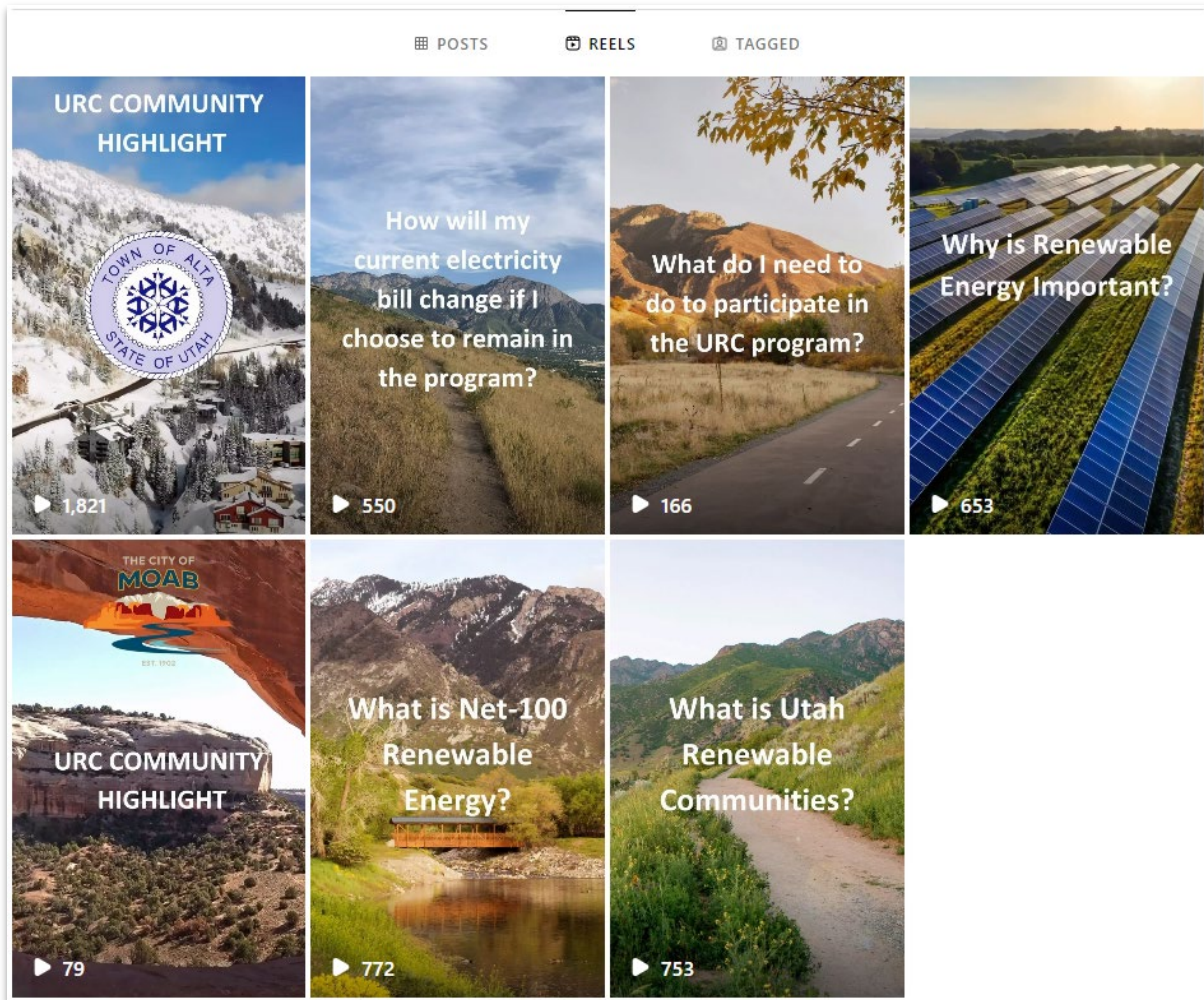 POSTS
REELS
TAGGED
URC COMMUNITY
HIGHLIGHT
TOWN OF ALTA
STATE OF UTAH
1,821
How will my
current electricity
bill change if I
choose to remain in
the program?
550
What do I need to
do to participate in
the URC program?
166
Why is Renewable
Energy Important?
653
THE CITY OF
MOAB
EST. 1902
URC COMMUNITY
HIGHLIGHT
79
What is Net-100
Renewable
Energy?
772
What is Utah
Renewable
Communities?
753